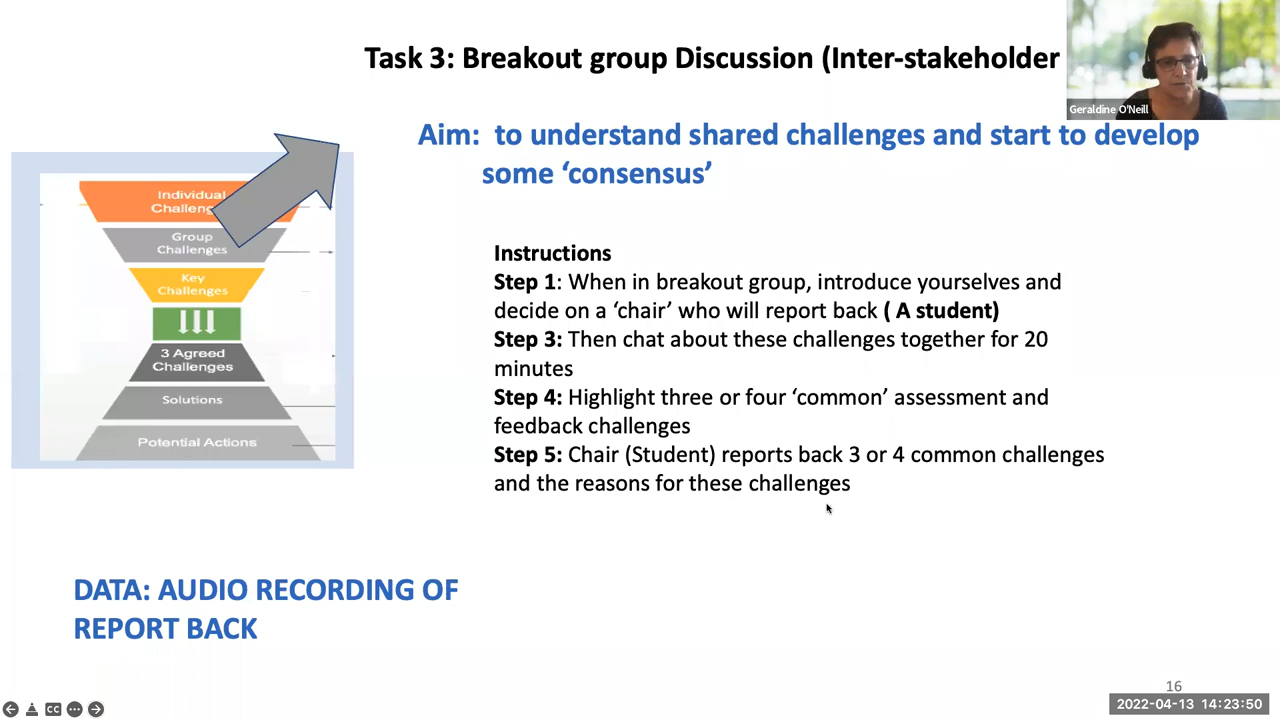 Task 3: Breakout group Discussion (Inter-stakeholder
Geraldine O'Neill
Aim: to understand shared challenges and start to develop
some ‘consensus’
Individual
Challeng
Group
Challenges
Key
Challenges
3 Agreed
Challenges
Solutions
Potential Actions
Instructions
Step 1: When in breakout group, introduce yourselves and
decide on a ‘chair’ who will report back ( A student)
Step 3: Then chat about these challenges together for 20
minutes
Step 4: Highlight three or four ‘common’ assessment and
feedback challenges
Step 5: Chair (Student) reports back 3 or 4 common challenges
and the reasons for these challenges
DATA: AUDIO RECORDING OF
REPORT BACK
16
CC
2022-04-13 14:23:50